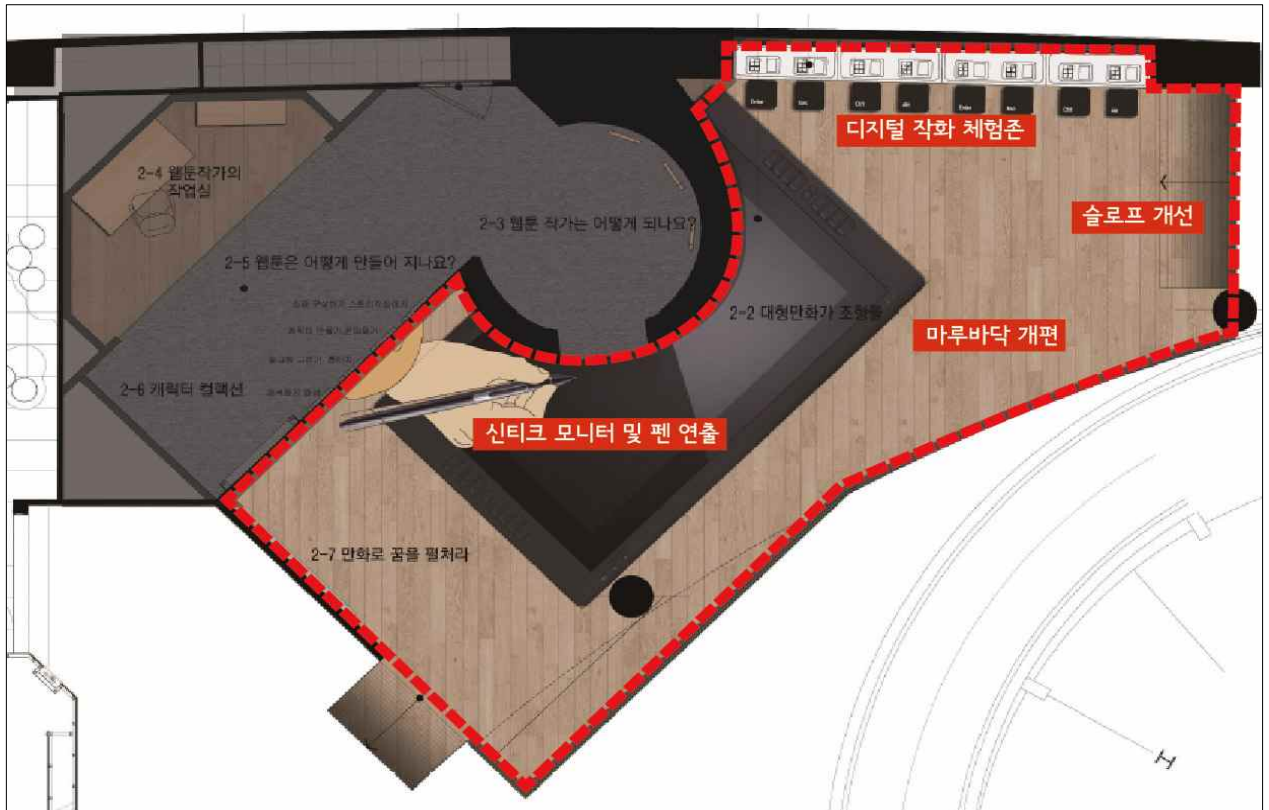 디지털 작화 체험존
2-4 웹툰작가의
작업실
슬로프 개선
2-3 웹툰 작가는 어떻게 되나요?
2-5 웹툰은 어떻게 만들어 지나요?
2-2 대형만화가 조형물
마루바닥 개편
2-6 캐릭터 컬랙션
신티크 모니터 및 펜 연출
2-7 만화로 꿈을 펼쳐라
H